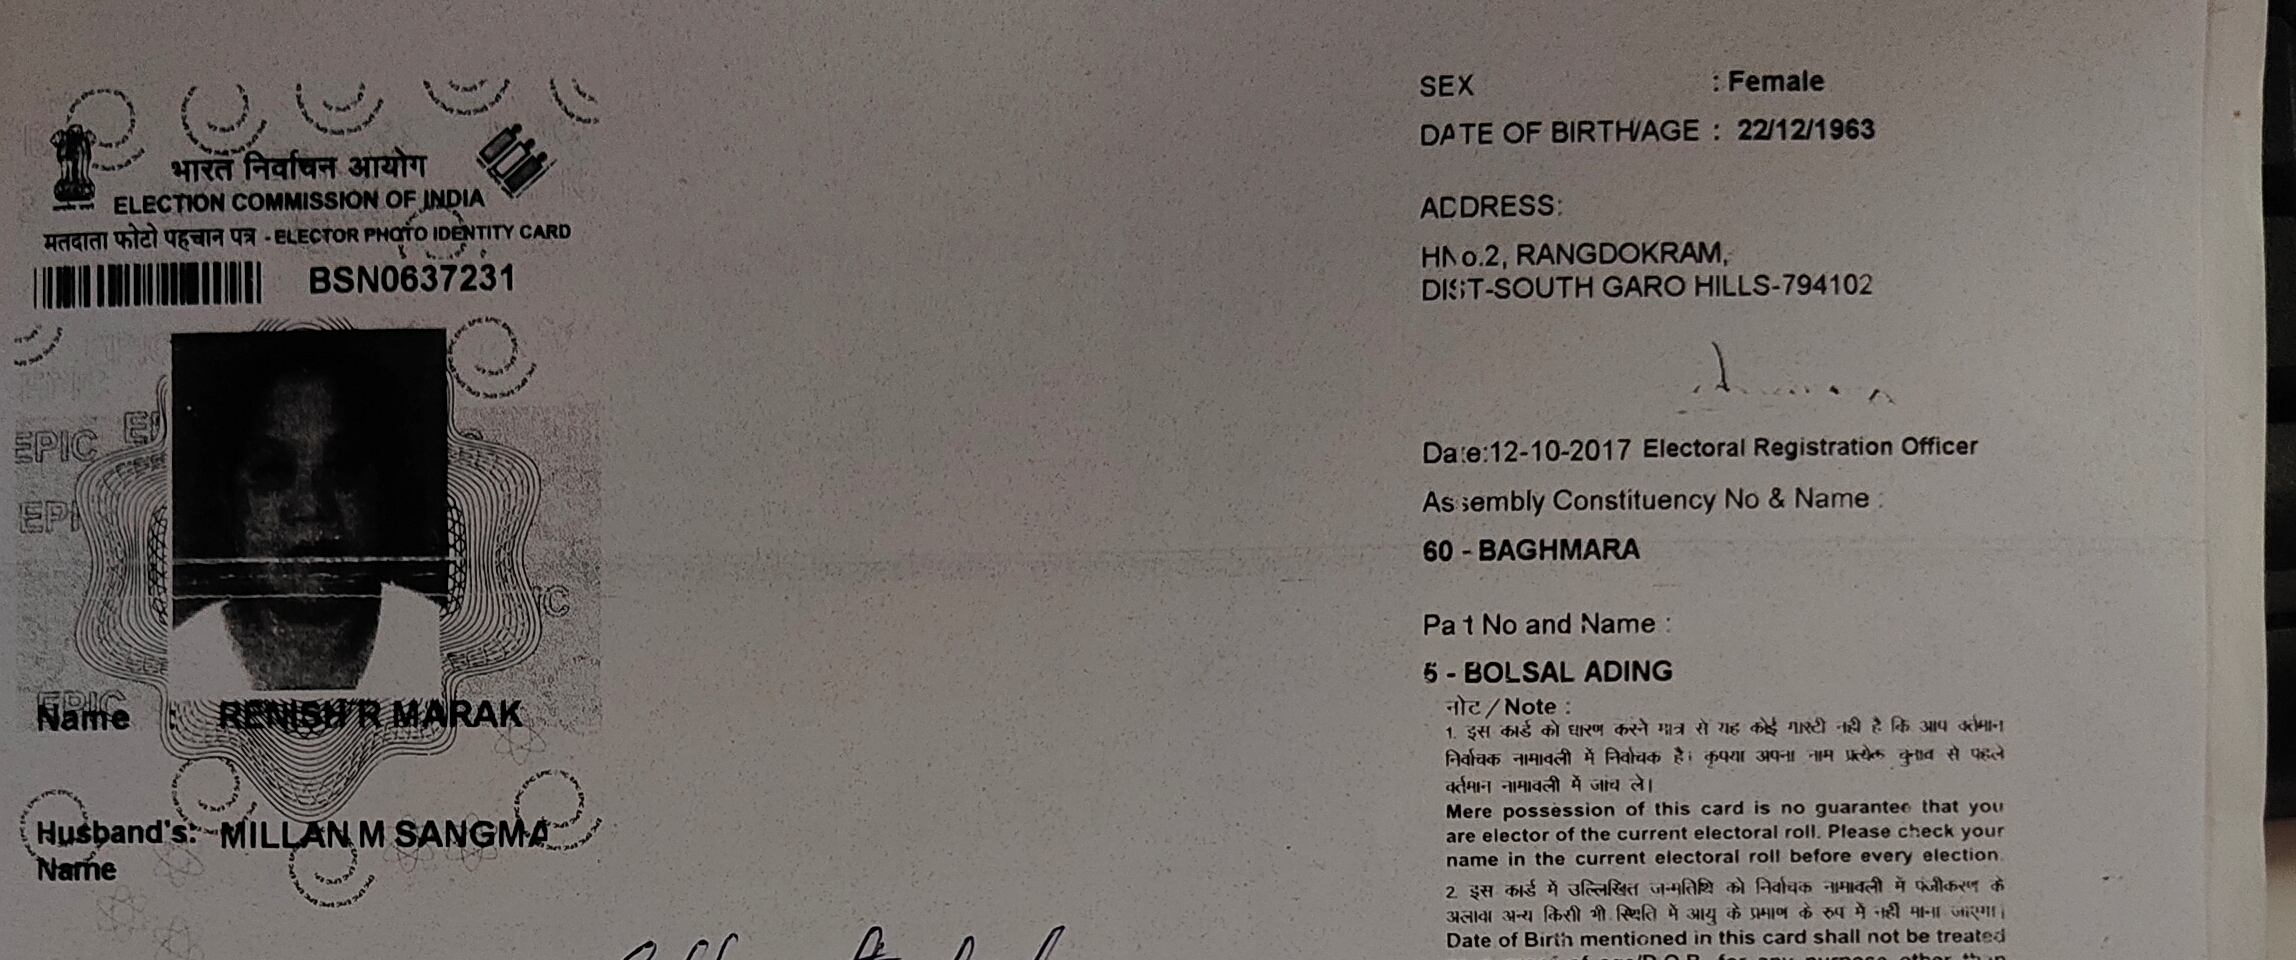 भारत निर्वाचन आयोग
ELECTION COMMISSION OF INDIA
मतदाता फोटो पहचान पत्र - ELECTOR PHOTO IDENTITY CARD
BSN0637231
EPIC
EPIC
Name : RENISH R MARAK
Husband's: MILLAN M SANGMA
Name
SEX : Female
DATE OF BIRTH/AGE : 22/12/1963
ADDRESS:
HNo.2, RANGDOKRAM,
DIST-SOUTH GARO HILLS-794102
Date:12-10-2017 Electoral Registration Officer
Assembly Constituency No & Name :
60 - BAGHMARA
Part No and Name :
5 - BOLSAL ADING
नोट / Note :
1. इस कार्ड को धारण करने मात्र से यह कोई गारंटी नही है कि आप वर्तमान
निर्वाचक नामावली में निर्वाचक है। कृपया अपना नाम प्रत्येक चुनाव से पहले
वर्तमान नामावली में जांच ले।
Mere possession of this card is no guarantee that you
are elector of the current electoral roll. Please check your
name in the current electoral roll before every election.
2. इस कार्ड में उल्लिखित जन्मतिथि को निर्वाचक नामावली में पंजीकरण के
अलावा अन्य किसी भी स्थिति में आयु के प्रमाण के रुप में नहीं माना जाएगा।
Date of Birth mentioned in this card shall not be treated